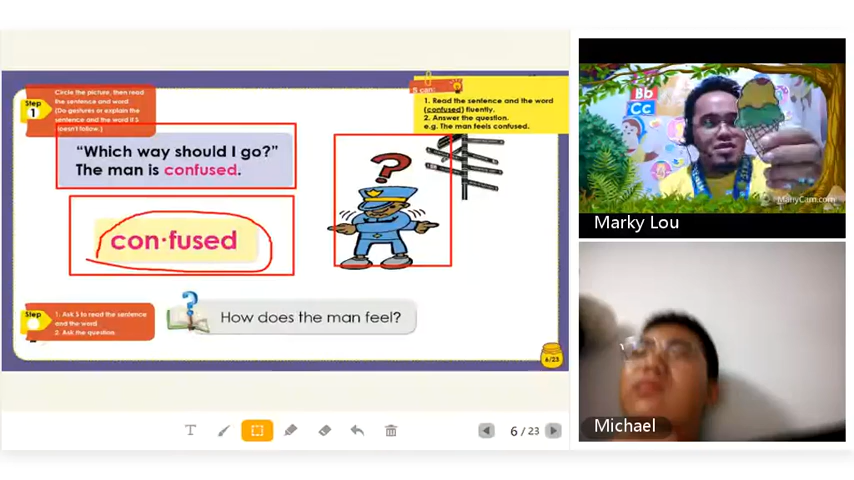 Step
1
Circle the picture, then read
the sentence and word
(Do gestures or explain the
sentence and the word if S
doesn't follow.)
S can:
1. Read the sentence and the word
(confused) fluently.
2. Answer the question.
e.g. The man feels confused.
"Which way should I go?"
The man is confused.
con·fused
?
Step
1. Ask S to read the sentence
and the word
2. Ask the question.
?
How does the man feel?
6/23
T
6 / 23
Bb
Cc
ManyCam.com
Marky Lou
Michael